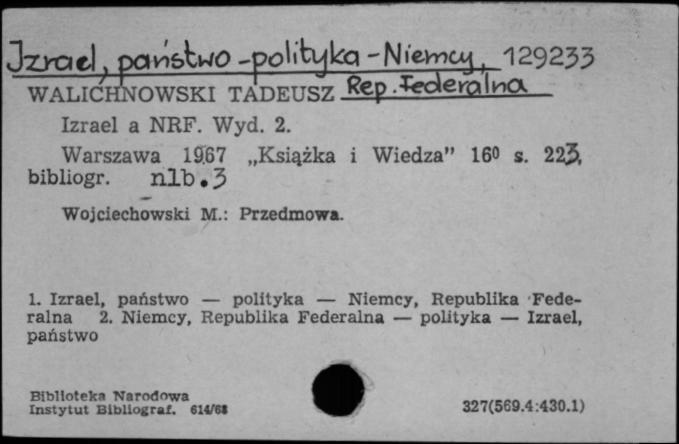 Izrael, państwo - polityka - Niemcy, 129233
WALICHNOWSKI TADEUSZ Rep. Federalna
Izrael a NRF. Wyd. 2.
Warszawa 1967 „Książka i Wiedza” 16⁰ s. 223,
bibliogr. nlb. 3
Wojciechowski M.: Przedmowa.
1. Izrael, państwo — polityka — Niemcy, Republika Fede-
ralna 2. Niemcy, Republika Federalna — polityka — Izrael,
państwo
Biblioteka Narodowa
Instytut Bibliograf. 614/68
327(569.4:430.1)